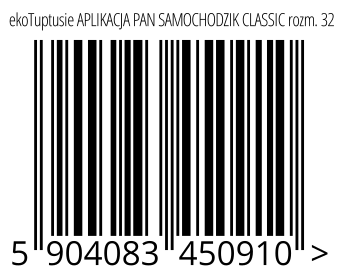 ekoTuptusie APLIKACJA PAN SAMOCHODZIK CLASSIC rozm. 32
5 904083 450910 >